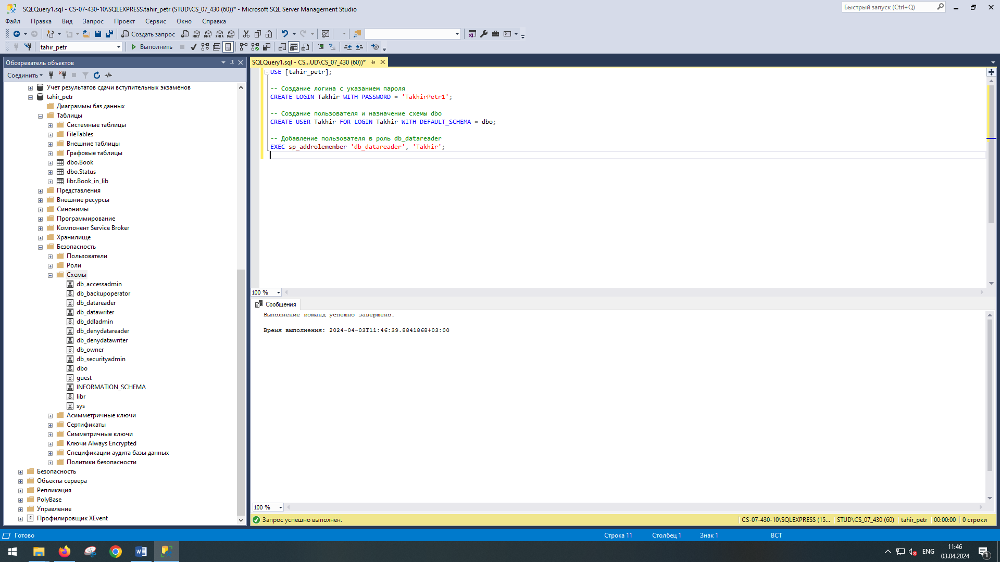 SQLQuery1.sql - CS-07-430-10\SQLEXPRESS.tahir_petr (STUD\CS_07_430 (60))* - Microsoft SQL Server Management Studio
Быстрый запуск (Ctrl+Q)
Файл Правка Вид Запрос Проект Сервис Окно Справка
Создать запрос MDX DMX XMLA DAX
tahir_petr Выполнить
Обозреватель объектов
Соединить
Учет результатов сдачи вступительных экзаменов
tahir_petr
Диаграммы баз данных
Таблицы
Системные таблицы
FileTables
Внешние таблицы
Графовые таблицы
dbo.Book
dbo.Status
libr.Book_in_lib
Представления
Внешние ресурсы
Синонимы
Программирование
Компонент Service Broker
Хранилище
Безопасность
Пользователи
Роли
Схемы
db_accessadmin
db_backupoperator
db_datareader
db_datawriter
db_ddladmin
db_denydatareader
db_denydatawriter
db_owner
db_securityadmin
dbo
guest
INFORMATION_SCHEMA
libr
sys
Асимметричные ключи
Сертификаты
Симметричные ключи
Ключи Always Encrypted
Спецификации аудита базы данных
Политики безопасности
Безопасность
Объекты сервера
Репликация
PolyBase
Управление
Профилировщик XEvent
SQLQuery1.sql - CS...UD\CS_07_430 (60))*
USE [tahir_petr];
-- Создание логина с указанием пароля
CREATE LOGIN Takhir WITH PASSWORD = 'TakhirPetr1';
-- Создание пользователя и назначение схемы dbo
CREATE USER Takhir FOR LOGIN Takhir WITH DEFAULT_SCHEMA = dbo;
-- Добавление пользователя в роль db_datareader
EXEC sp_addrolemember 'db_datareader', 'Takhir';
100 %
Сообщения
Выполнение команд успешно завершено.
Время выполнения: 2024-04-03T11:46:39.8841868+03:00
100 %
Запрос успешно выполнен. CS-07-430-10\SQLEXPRESS (15... STUD\CS_07_430 (60) tahir_petr 00:00:00 0 строки
Готово Строка 11 Столбец 1 Знак 1 ВСТ
ENG 11:46
03.04.2024
1